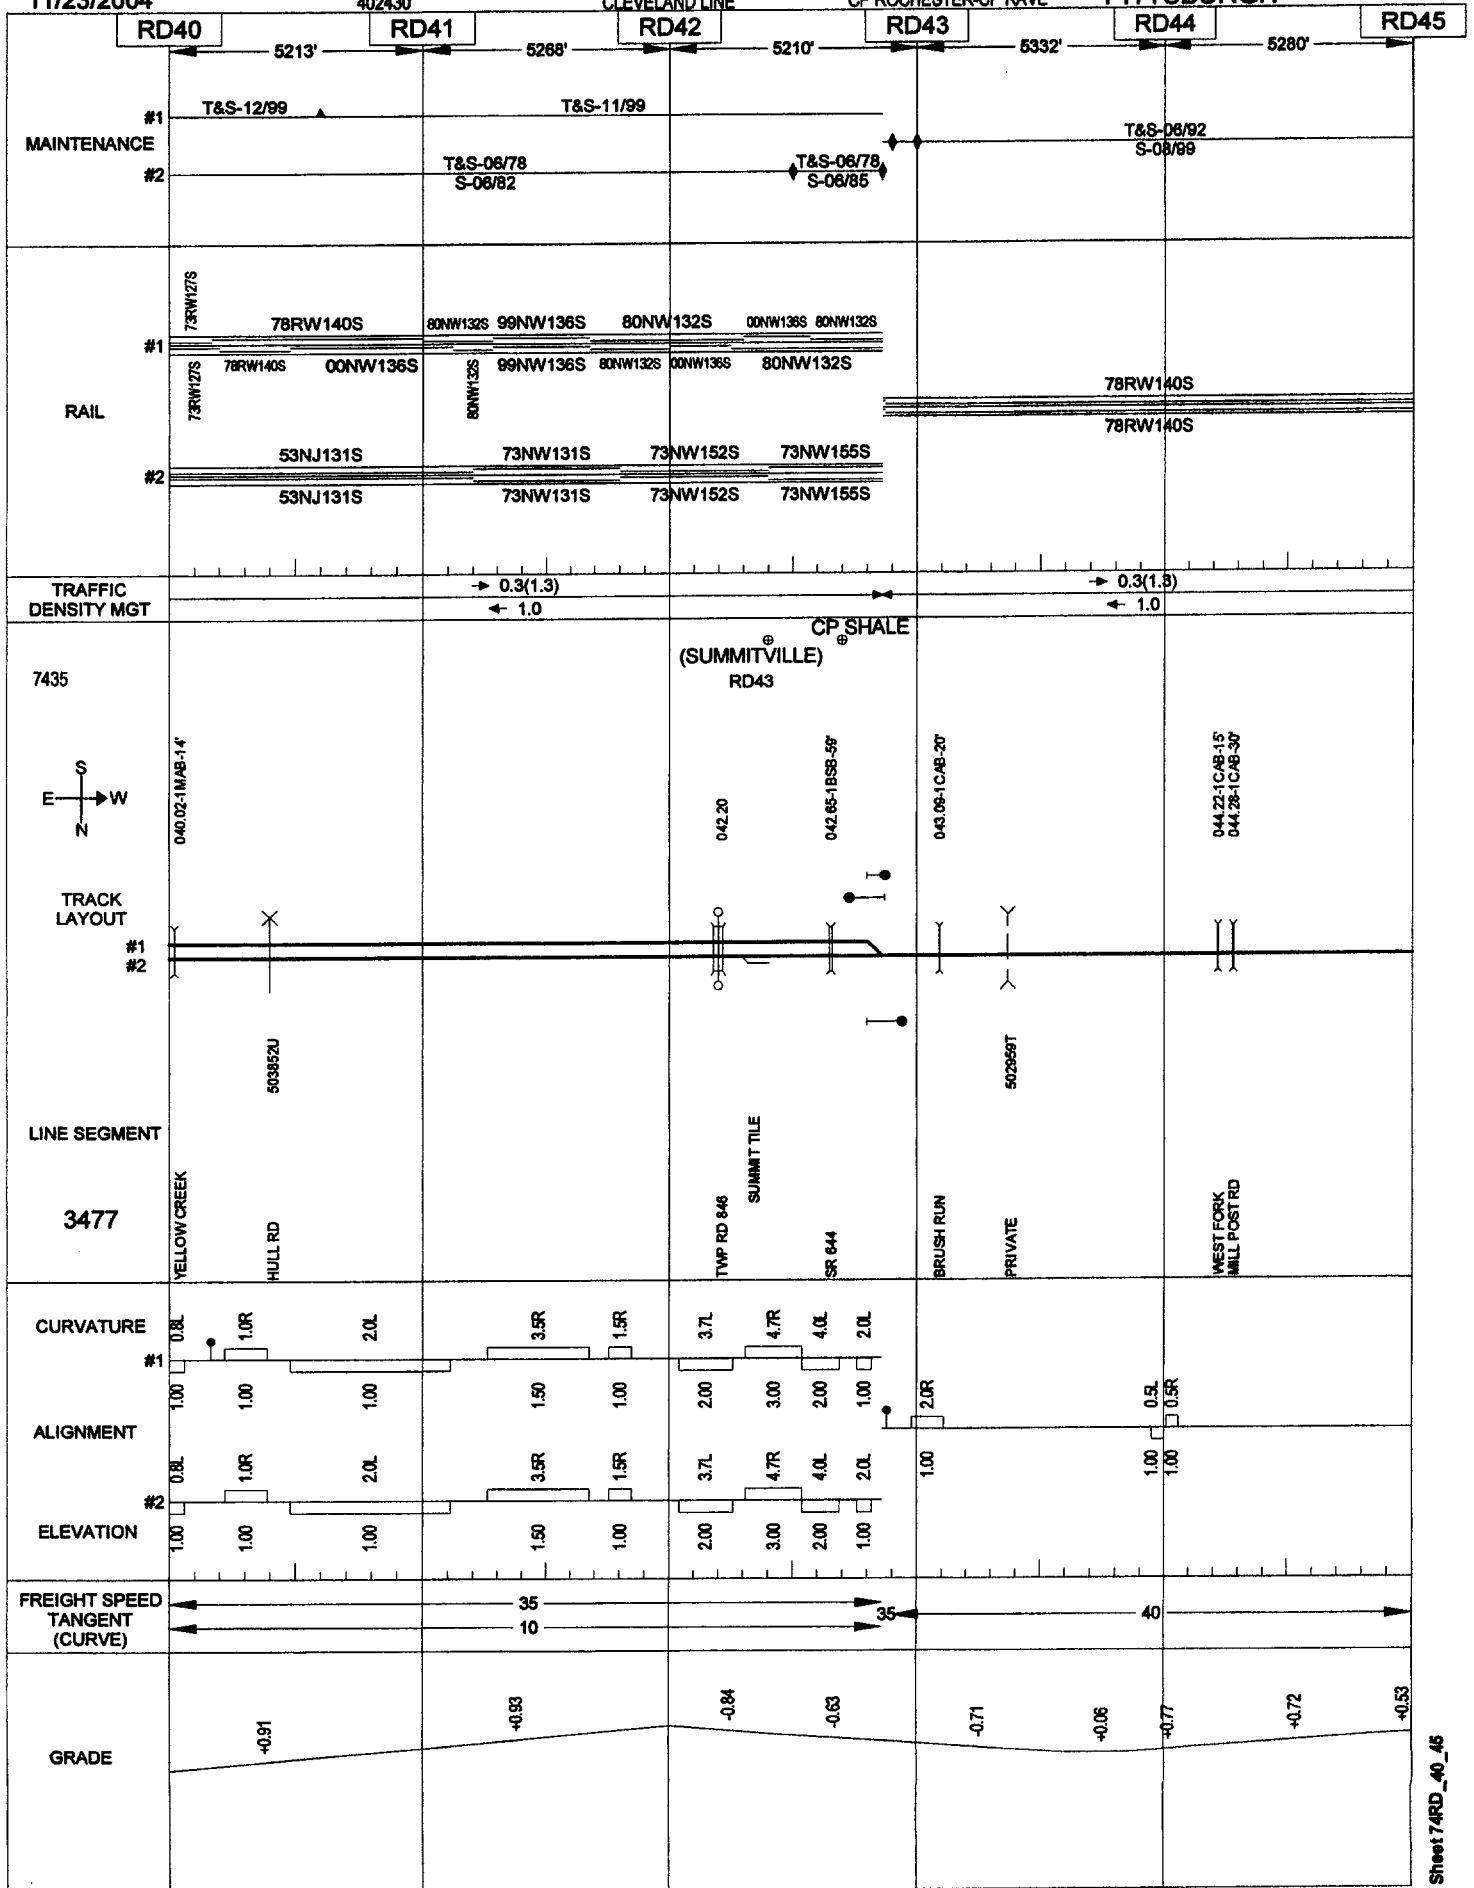 11/23/2004 402430 CLEVELAND LINE CP ROCHESTER-CP RAVE PITTSBURGH
RD40 RD41 RD42 RD43 RD44 RD45
5213' 5268' 5210' 5332' 5280'
MAINTENANCE
#1 T&S-12/99 T&S-11/99
T&S-06/92
S-08/99
#2 T&S-06/78 T&S-06/78
S-06/82 S-06/85
RAIL
73RW127S 78RW140S 80NW132S 99NW136S 80NW132S 00NW136S 80NW132S
#1
73RW127S 78RW140S 00NW136S 80NW132S 99NW136S 80NW132S 00NW136S 80NW132S
78RW140S
78RW140S
53NJ131S 73NW131S 73NW152S 73NW155S
#2
53NJ131S 73NW131S 73NW152S 73NW155S
TRAFFIC
DENSITY MGT
0.3(1.3) 0.3(1.3)
1.0 1.0
CP SHALE
(SUMMITVILLE)
RD43
7435
S
E W
N
040.02-1MAB-14' 042.20 042.65-1BSB-59' 043.09-1CAB-20' 044.22-1CAB-15' 044.28-1CAB-30'
TRACK
LAYOUT
#1
#2
503852U 502959T
LINE SEGMENT
3477
YELLOW CREEK HULL RD TWP RD 846 SUMMIT TILE SR 644 BRUSH RUN PRIVATE WEST FORK MILL POST RD
CURVATURE
0.8L 1.0R 2.0L 3.5R 1.5R 3.7L 4.7R 4.0L 2.0L
#1
1.00 1.00 1.00 1.50 1.00 2.00 3.00 2.00 1.00
2.0R 0.5L 0.5R
ALIGNMENT
1.00 1.00 1.00
0.8L 1.0R 2.0L 3.5R 1.5R 3.7L 4.7R 4.0L 2.0L
#2
ELEVATION
1.00 1.00 1.00 1.50 1.00 2.00 3.00 2.00 1.00
FREIGHT SPEED
TANGENT
(CURVE)
35 35 40
10
GRADE
+0.91 +0.93 -0.84 -0.63 -0.71 +0.06 +0.77 +0.72 +0.53
Sheet 74RD_40_45